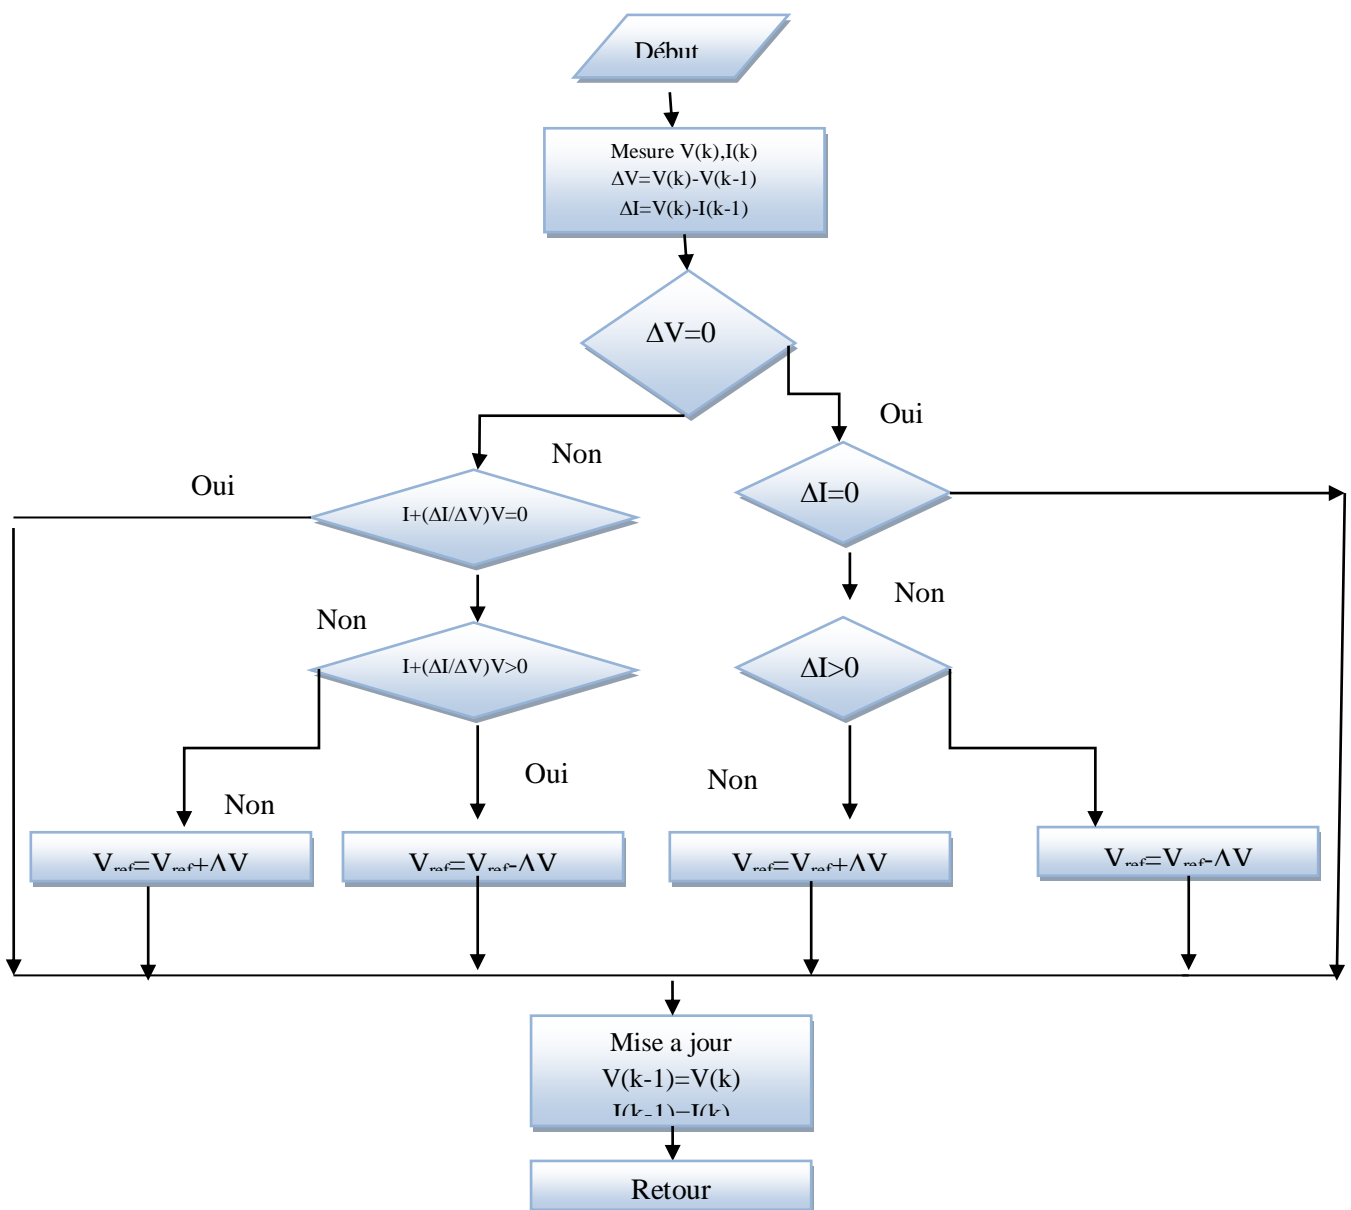 Début
Mesure V(k),I(k)
ΔV=V(k)-V(k-1)
ΔI=V(k)-I(k-1)
ΔV=0
Oui
Non
Oui
I+(ΔI/ΔV)V=0
ΔI=0
Non
Non
I+(ΔI/ΔV)V>0
ΔI>0
Oui
Non
Non
Vref=Vref+ΔV
Vref=Vref-ΔV
Vref=Vref+ΔV
Vref=Vref-ΔV
Mise a jour
V(k-1)=V(k)
I(k-1)=I(k)
Retour